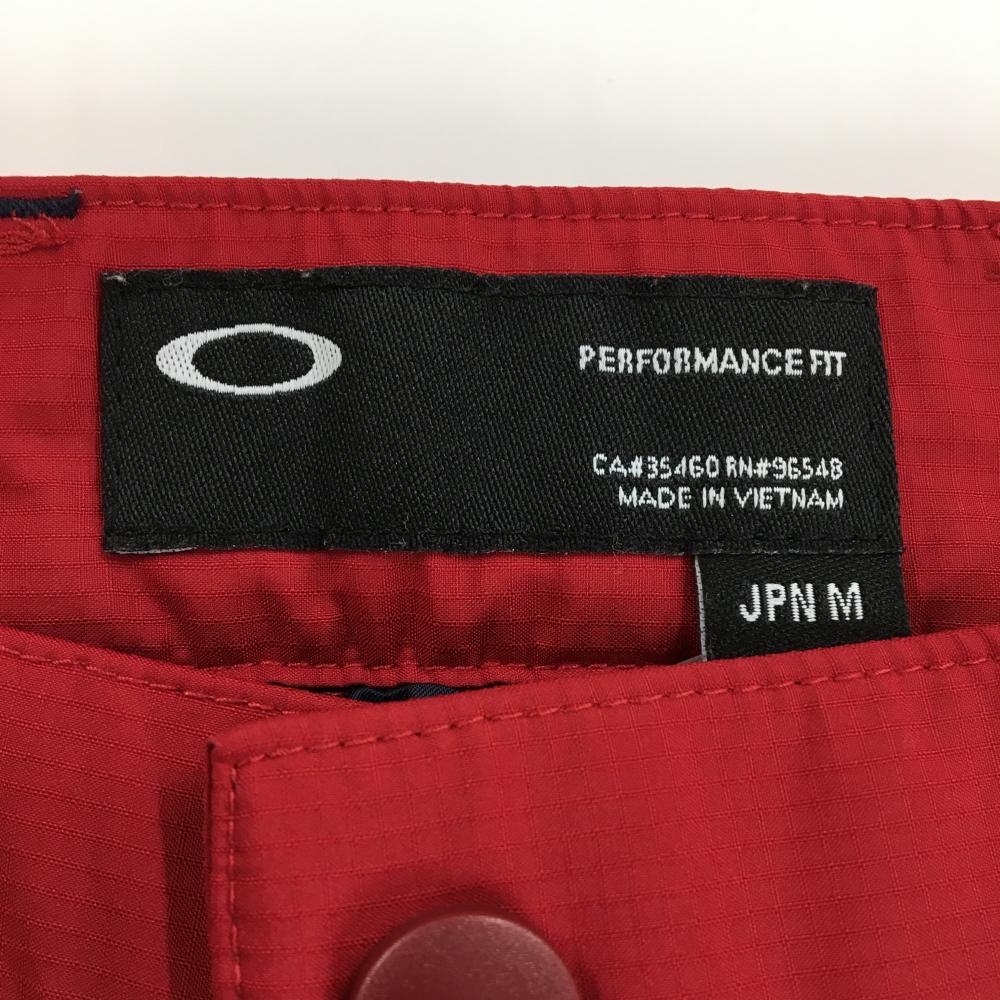 PERFORMANCE FIT
CA#35460 RN#96548
MADE IN VIETNAM
JPN M